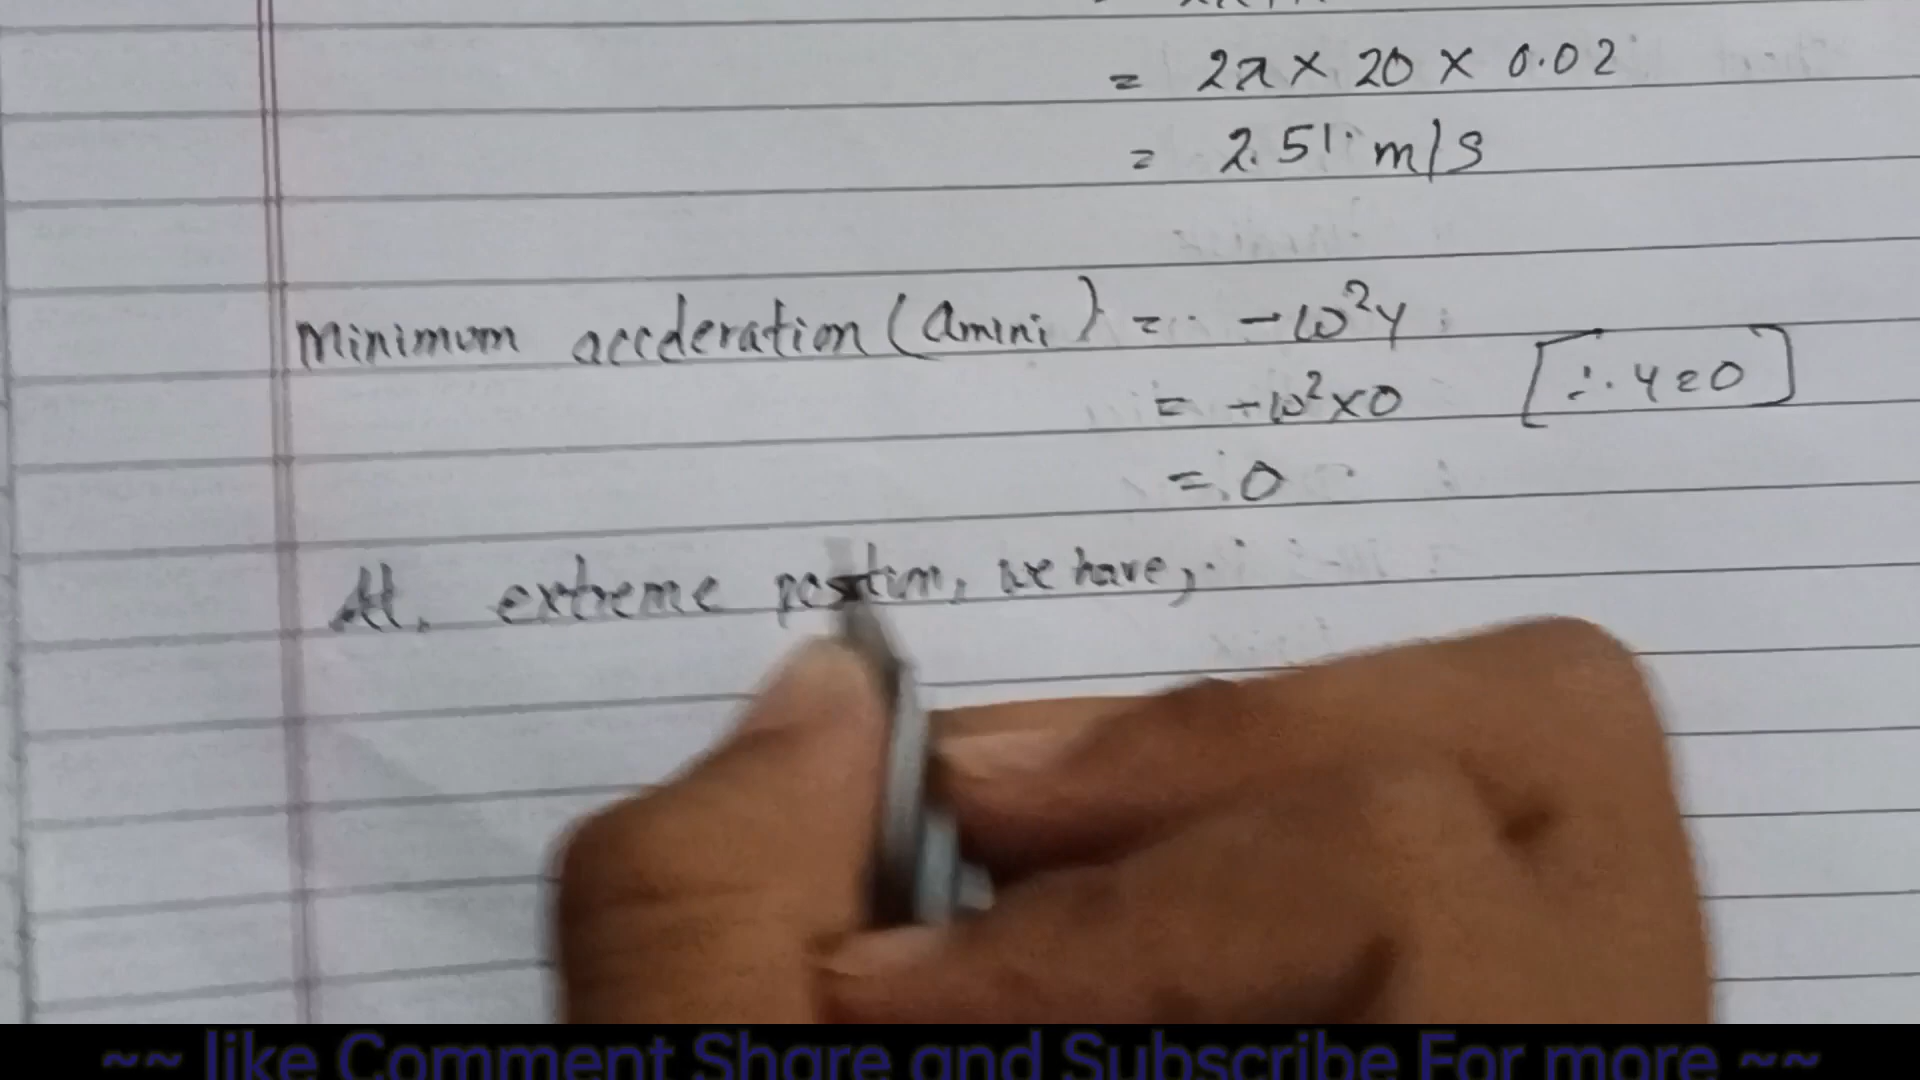 = 2π × 20 × 0.02
= 2.51 m/s
Minimum accderation (amini) = -ω²y
= -ω²×0 [∴ y=0]
= 0
At extreme position, we have,
~~ like Comment Share and Subscribe For more ~~